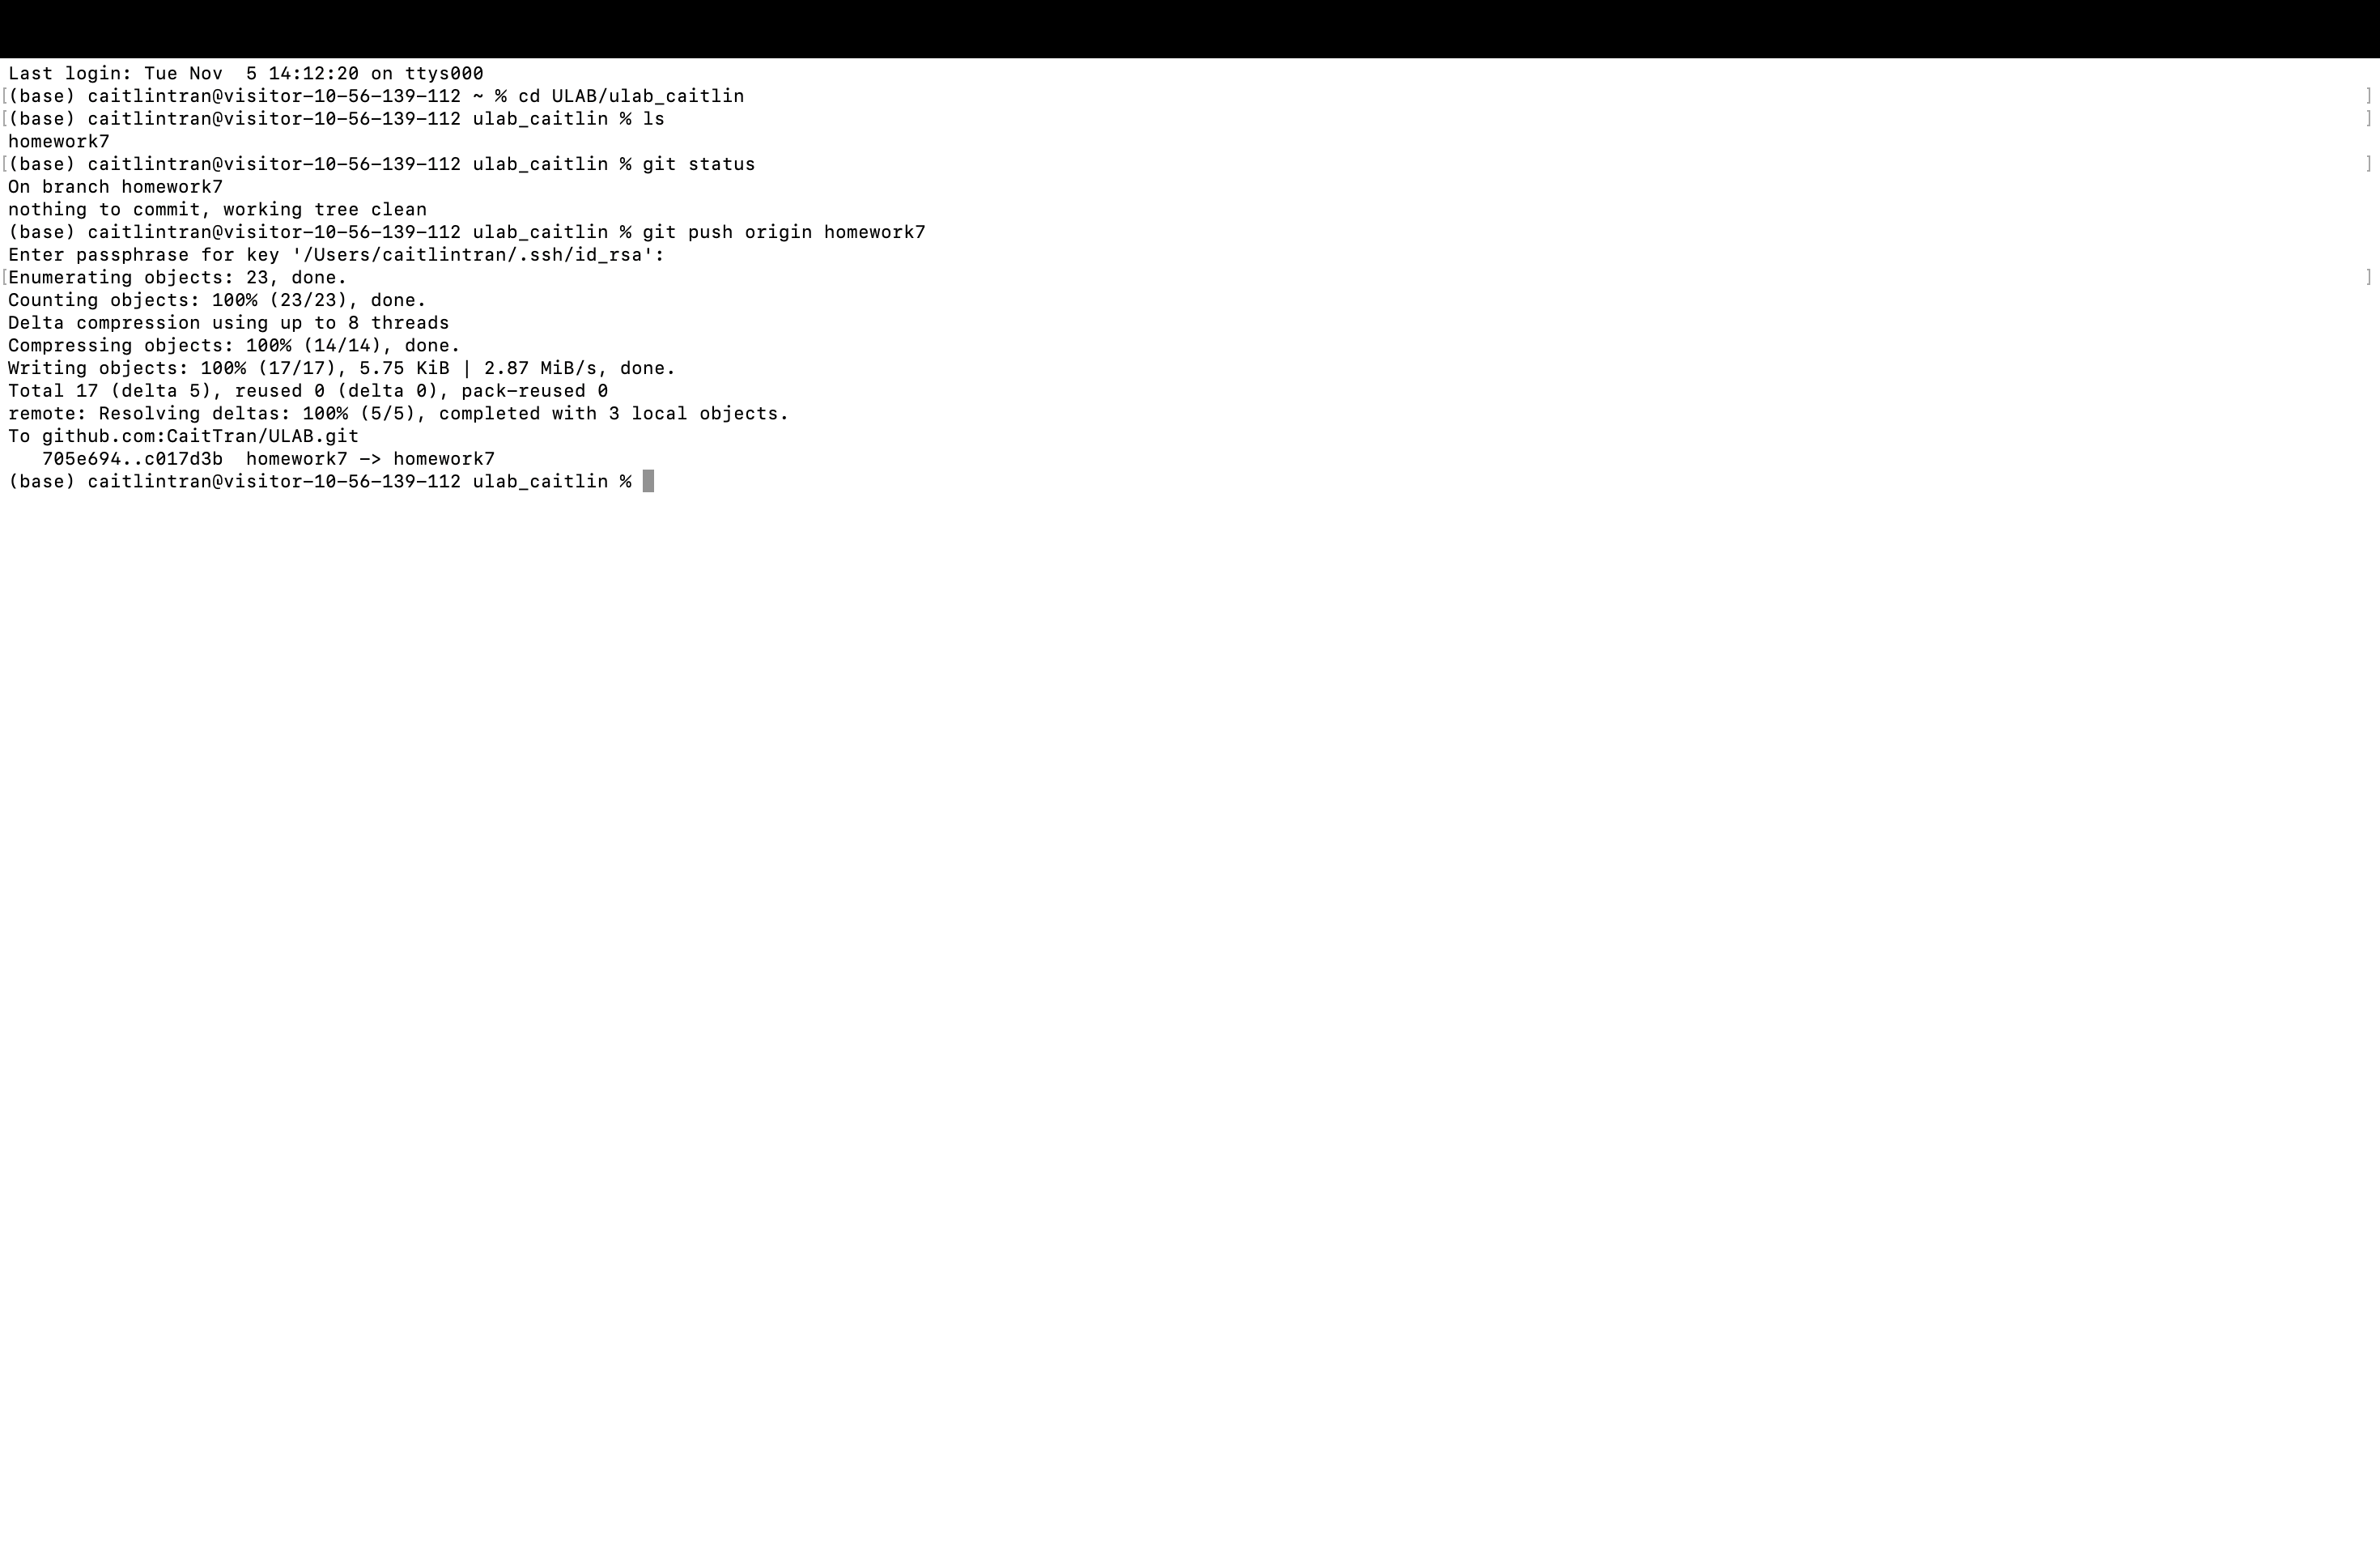 Last login: Tue Nov  5 14:12:20 on ttys000
[(base) caitlintran@visitor-10-56-139-112 ~ % cd ULAB/ulab_caitlin ]
[(base) caitlintran@visitor-10-56-139-112 ulab_caitlin % ls ]
homework7
[(base) caitlintran@visitor-10-56-139-112 ulab_caitlin % git status ]
On branch homework7
nothing to commit, working tree clean
(base) caitlintran@visitor-10-56-139-112 ulab_caitlin % git push origin homework7
Enter passphrase for key '/Users/caitlintran/.ssh/id_rsa':
[Enumerating objects: 23, done. ]
Counting objects: 100% (23/23), done.
Delta compression using up to 8 threads
Compressing objects: 100% (14/14), done.
Writing objects: 100% (17/17), 5.75 KiB | 2.87 MiB/s, done.
Total 17 (delta 5), reused 0 (delta 0), pack-reused 0
remote: Resolving deltas: 100% (5/5), completed with 3 local objects.
To github.com:CaitTran/ULAB.git
   705e694..c017d3b  homework7 -> homework7
(base) caitlintran@visitor-10-56-139-112 ulab_caitlin %